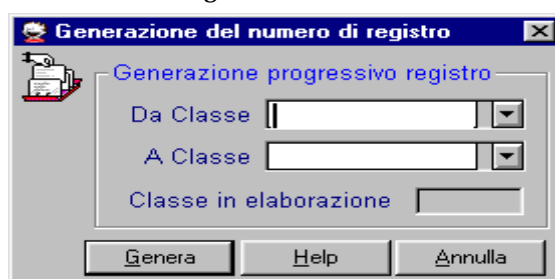 Generazione del numero di registro
Generazione progressivo registro
Da Classe
A Classe
Classe in elaborazione
Genera Help Annulla